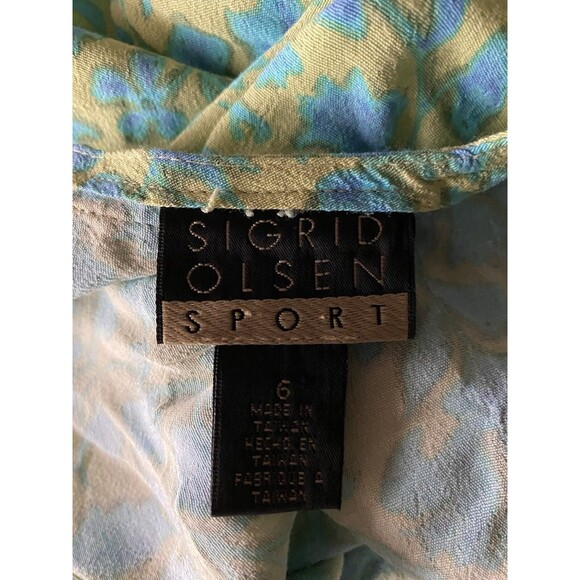 SIGRID
OLSEN
SPORT
6
MADE IN
TAIWAN
HECHO EN
TAIWAN
FABRIQUE A
TAIWAN